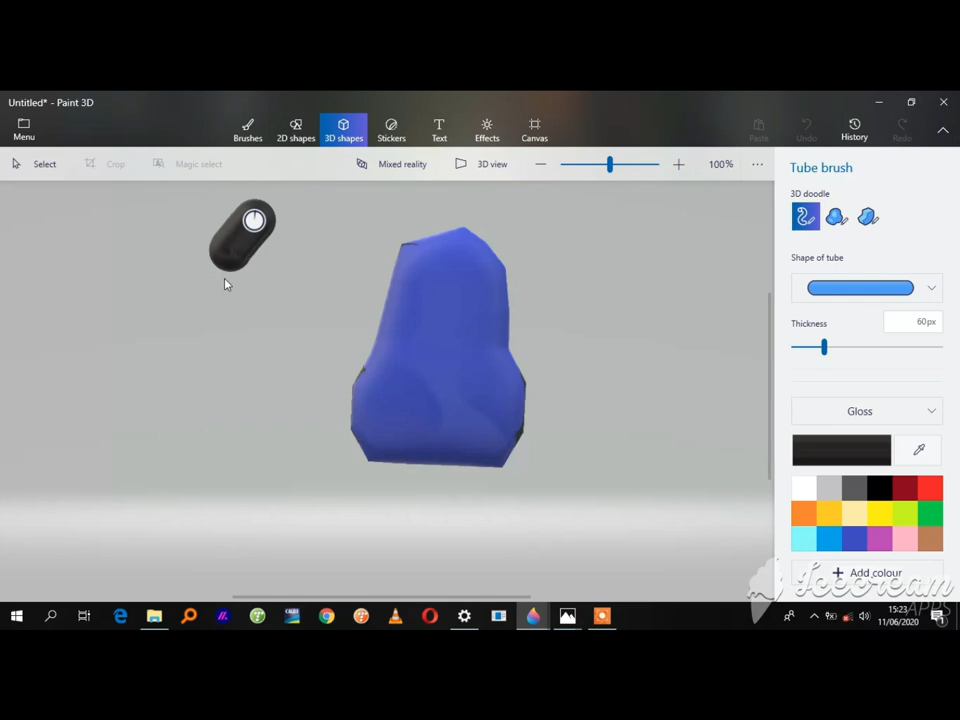 Untitled* - Paint 3D
Menu
Brushes
2D shapes
3D shapes
Stickers
Text
Effects
Canvas
Paste
Undo
History
Redo
Select
Crop
Magic select
Mixed reality
3D view
100%
Tube brush
3D doodle
Shape of tube
Thickness
60px
Gloss
Add colour
Icecream
APPS
15:23
11/06/2020